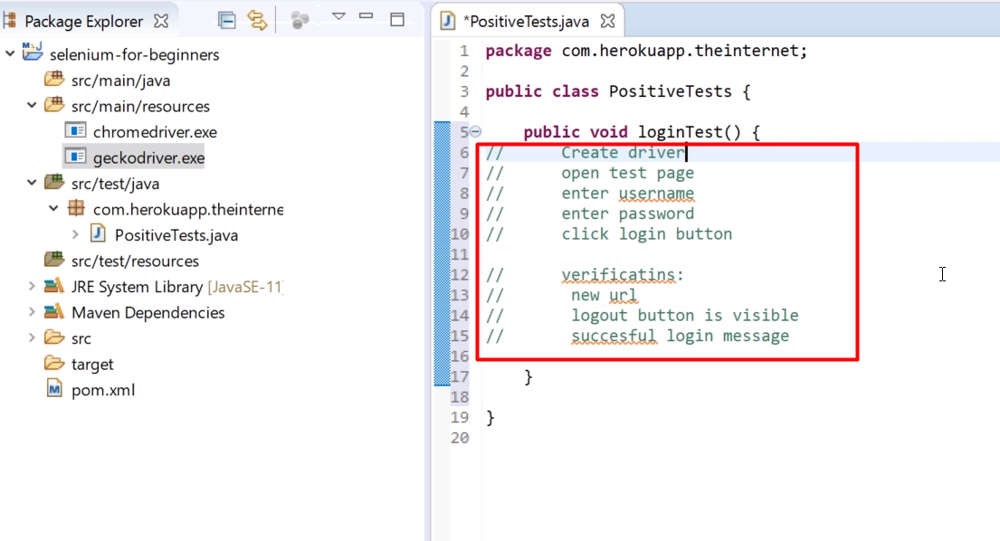 Package Explorer
selenium-for-beginners
src/main/java
src/main/resources
chromedriver.exe
geckodriver.exe
src/test/java
com.herokuapp.theinterne
PositiveTests.java
src/test/resources
JRE System Library [JavaSE-11]
Maven Dependencies
src
target
pom.xml
*PositiveTests.java
1 package com.herokuapp.theinternet;
2
3 public class PositiveTests {
4
5 public void loginTest() {
6 // Create driver
7 // open test page
8 // enter username
9 // enter password
10 // click login button
11
12 // verificatins:
13 // new url
14 // logout button is visible
15 // succesful login message
16
17 }
18
19 }
20